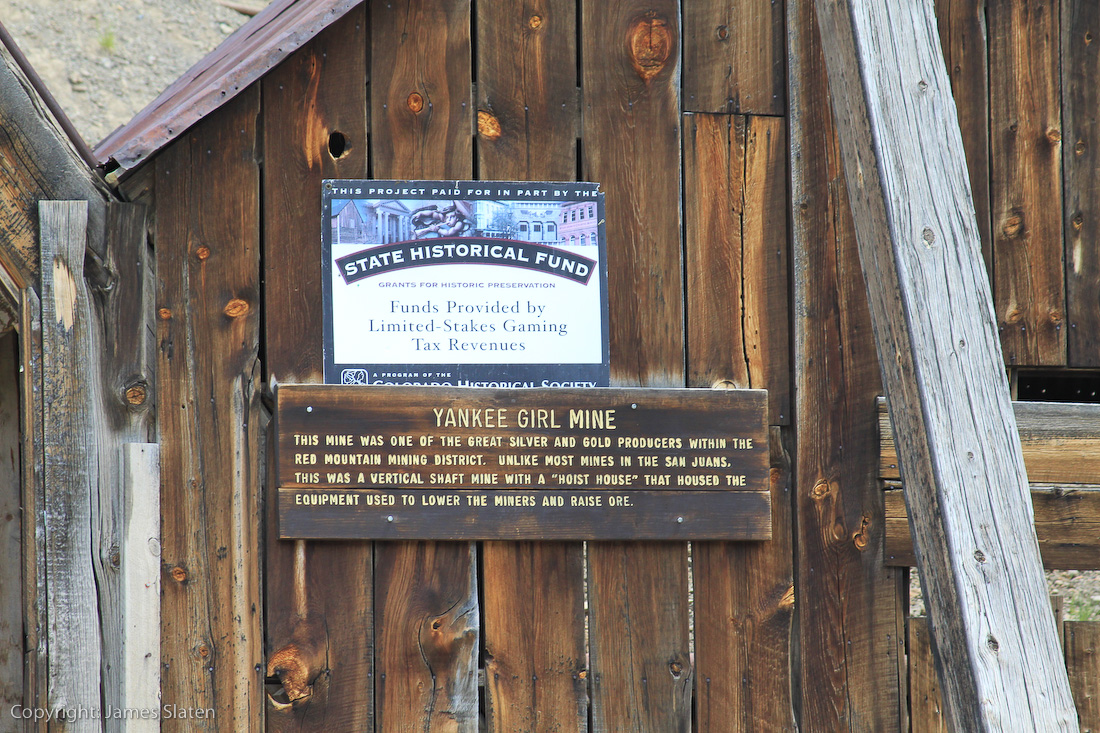 THIS PROJECT PAID FOR IN PART BY THE
STATE HISTORICAL FUND
GRANTS FOR HISTORIC PRESERVATION
Funds Provided by
Limited-Stakes Gaming
Tax Revenues
A PROGRAM OF THE
COLORADO HISTORICAL SOCIETY
YANKEE GIRL MINE
THIS MINE WAS ONE OF THE GREAT SILVER AND GOLD PRODUCERS WITHIN THE
RED MOUNTAIN MINING DISTRICT. UNLIKE MOST MINES IN THE SAN JUANS,
THIS WAS A VERTICAL SHAFT MINE WITH A "HOIST HOUSE" THAT HOUSED THE
EQUIPMENT USED TO LOWER THE MINERS AND RAISE ORE.
Copyright: James Slaten